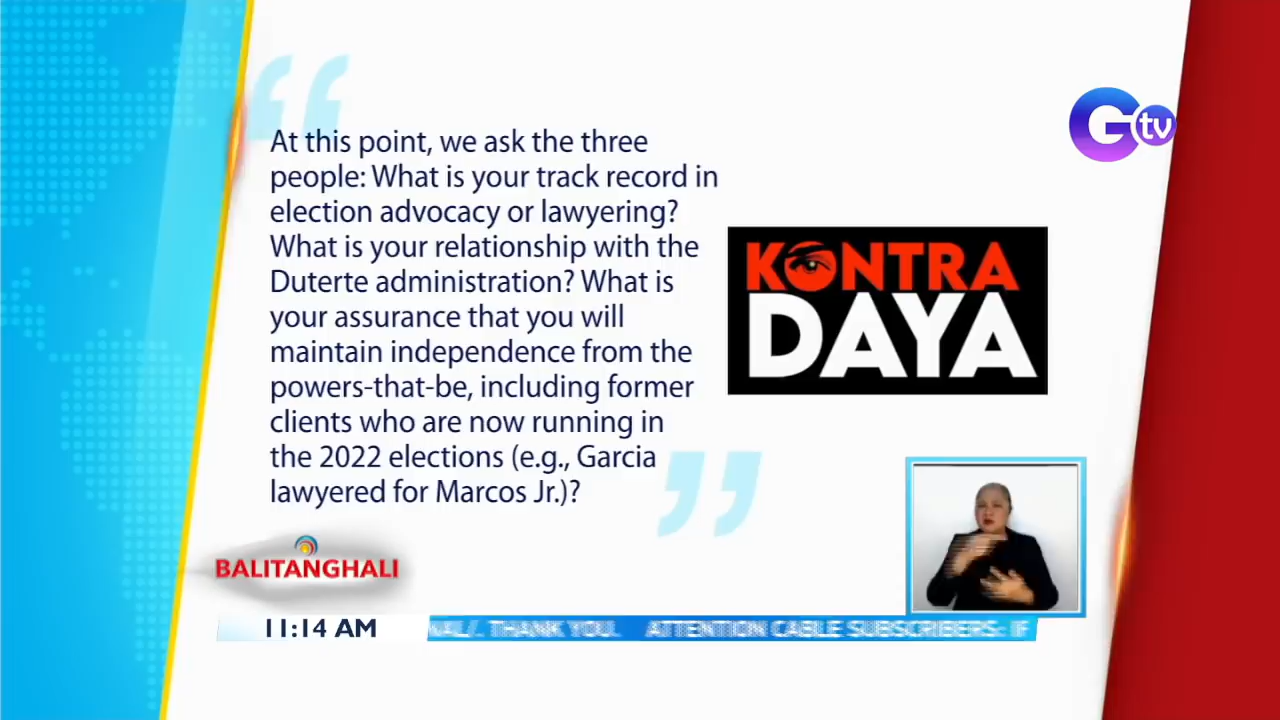 At this point, we ask the three
people: What is your track record in
election advocacy or lawyering?
What is your relationship with the
Duterte administration? What is
your assurance that you will
maintain independence from the
powers-that-be, including former
clients who are now running in
the 2022 elections (e.g., Garcia
lawyered for Marcos Jr.)?
Gtv
KONTRA
DAYA
BALITANGHALI
11:14 AM
THANK YOU. ATTENTION CABLE SUBSCRIBERS: IF